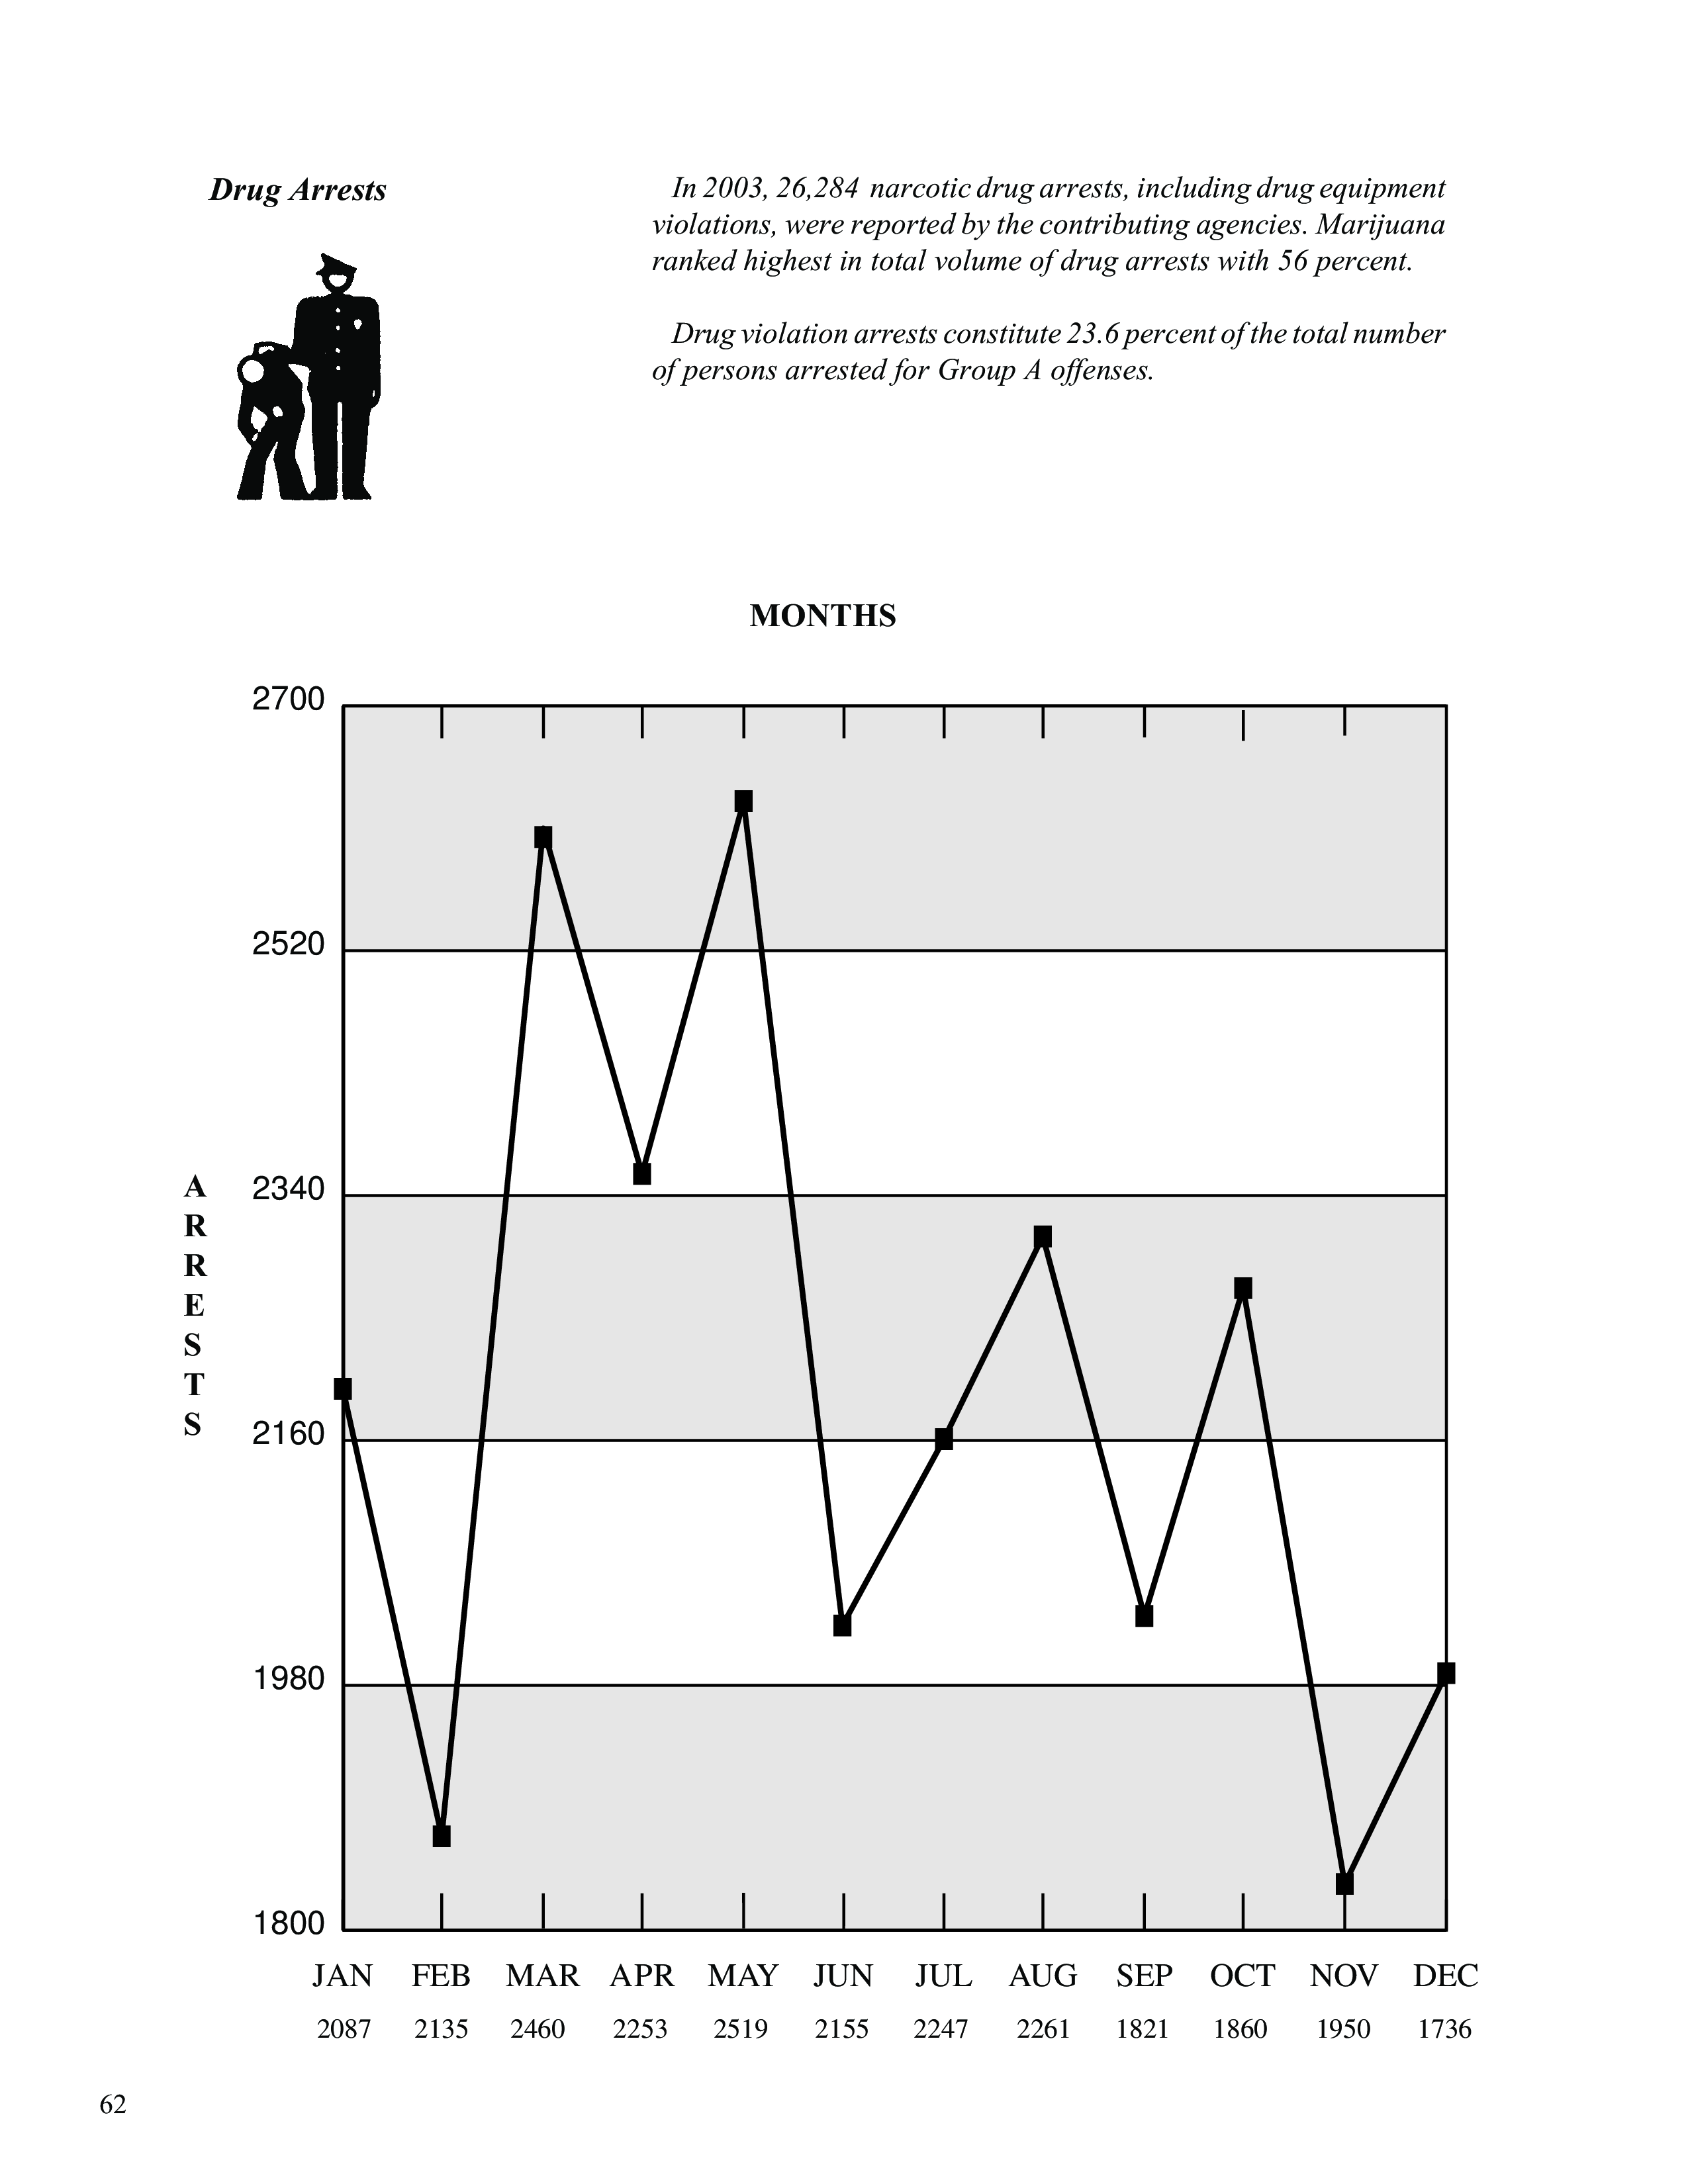 Drug Arrests
In 2003, 26,284 narcotic drug arrests, including drug equipment
violations, were reported by the contributing agencies. Marijuana
ranked highest in total volume of drug arrests with 56 percent.
Drug violation arrests constitute 23.6 percent of the total number
of persons arrested for Group A offenses.
MONTHS
2700
2520
2340
2160
1980
1800
ARRESTS
JAN FEB MAR APR MAY JUN JUL AUG SEP OCT NOV DEC
2087 2135 2460 2253 2519 2155 2247 2261 1821 1860 1950 1736
62